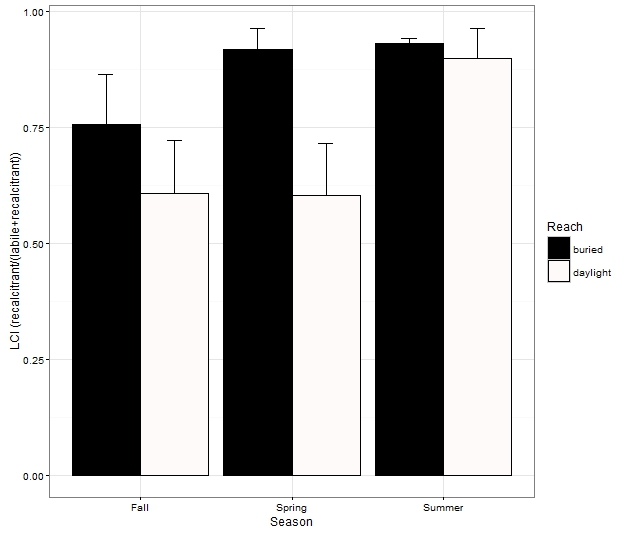 1.00
0.75
0.50
0.25
0.00
LCI (recalcitrant/(labile+recalcitrant))
Fall Spring Summer
Season
Reach
buried
daylight